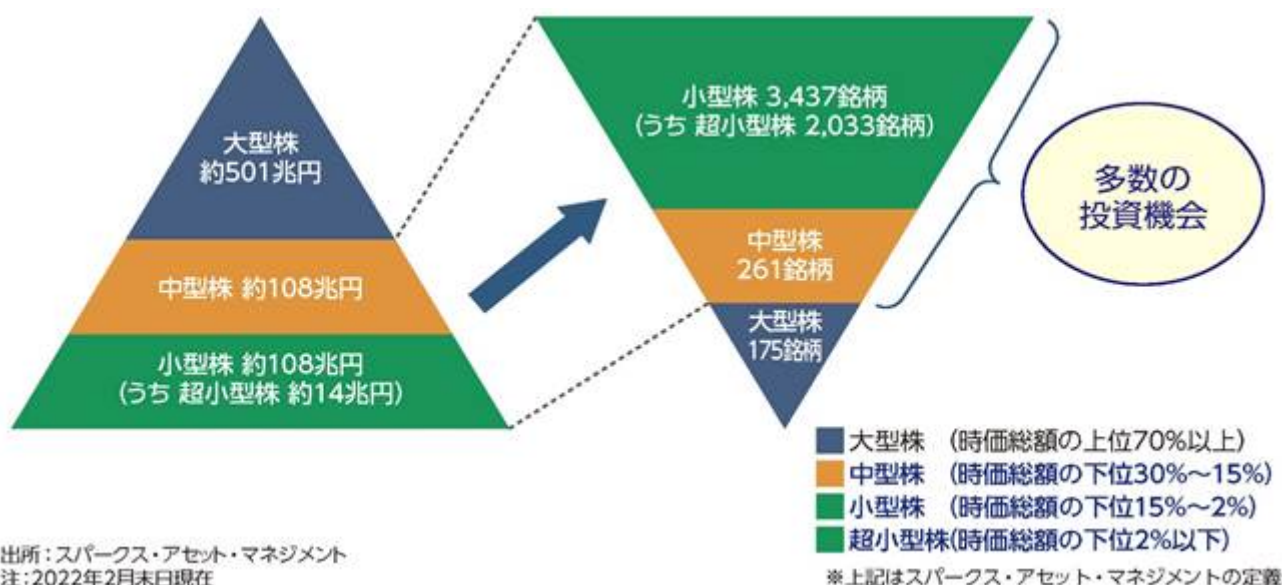 大型株
約501兆円
中型株 約108兆円
小型株 約108兆円
(うち 超小型株 約14兆円)
小型株 3,437銘柄
(うち 超小型株 2,033銘柄)
中型株
261銘柄
大型株
175銘柄
多数の
投資機会
大型株 (時価総額の上位70%以上)
中型株 (時価総額の下位30%~15%)
小型株 (時価総額の下位15%~2%)
超小型株(時価総額の下位2%以下)
出所:スパークス・アセット・マネジメント
注:2022年2月末日現在
※上記はスパークス・アセット・マネジメントの定義